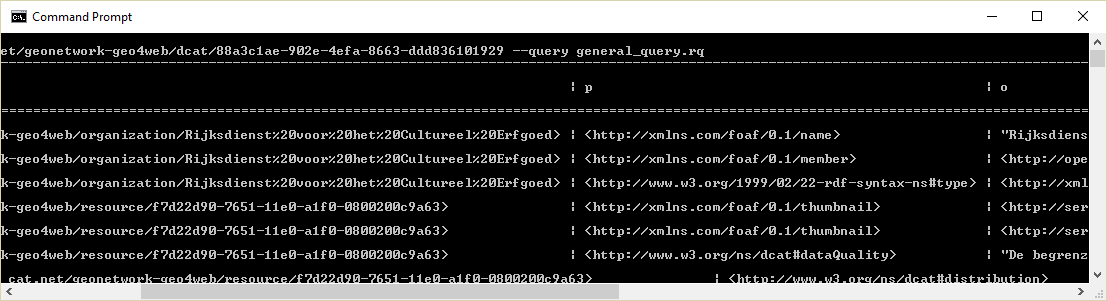 Command Prompt
et/geonetwork-geo4web/dcat/88a3c1ae-902e-4efa-8663-ddd836101929 --query general_query.rq
| p | o
k-geo4web/organization/Rijksdienst%20voor%20het%20Cultureel%20Erfgoed> | <http://xmlns.com/foaf/0.1/name> | "Rijksdiens
k-geo4web/organization/Rijksdienst%20voor%20het%20Cultureel%20Erfgoed> | <http://xmlns.com/foaf/0.1/member> | <http://ope
k-geo4web/organization/Rijksdienst%20voor%20het%20Cultureel%20Erfgoed> | <http://www.w3.org/1999/02/22-rdf-syntax-ns#type> | <http://xml
k-geo4web/resource/f7d22d90-7651-11e0-a1f0-0800200c9a63> | <http://xmlns.com/foaf/0.1/thumbnail> | <http://ser
k-geo4web/resource/f7d22d90-7651-11e0-a1f0-0800200c9a63> | <http://xmlns.com/foaf/0.1/thumbnail> | <http://ser
k-geo4web/resource/f7d22d90-7651-11e0-a1f0-0800200c9a63> | <http://www.w3.org/ns/dcat#dataQuality> | "De begrenz
cat.net/geonetwork-geo4web/resource/f7d22d90-7651-11e0-a1f0-0800200c9a63> | <http://www.w3.org/ns/dcat#distribution>